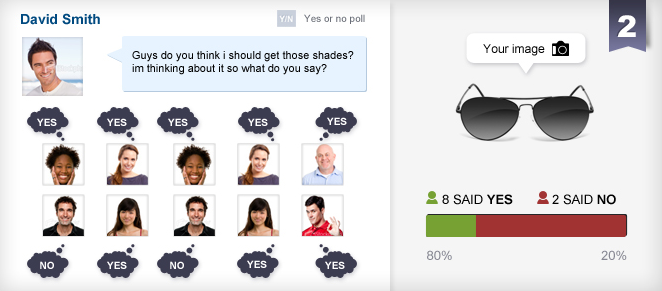 David Smith
Y/N Yes or no poll
Guys do you think i should get those shades?
im thinking about it so what do you say?
YES YES YES YES YES
NO YES NO YES YES
2
Your image
8 SAID YES 2 SAID NO
80% 20%